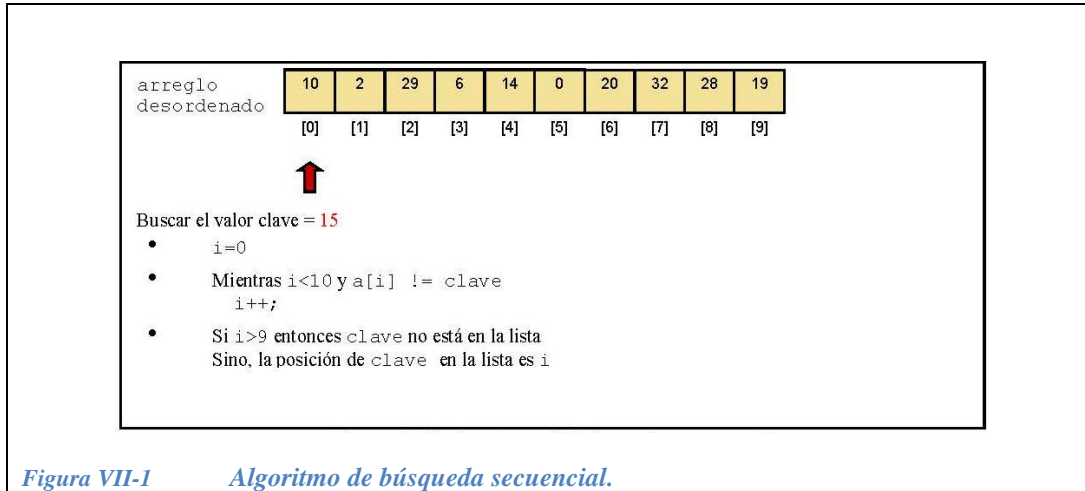 arreglo
desordenado
10 2 29 6 14 0 20 32 28 19
[0] [1] [2] [3] [4] [5] [6] [7] [8] [9]
Buscar el valor clave = 15
• i=0
• Mientras i<10 y a[i] != clave
i++;
• Si i>9 entonces clave no está en la lista
Sino, la posición de clave en la lista es i
Figura VII-1 Algoritmo de búsqueda secuencial.